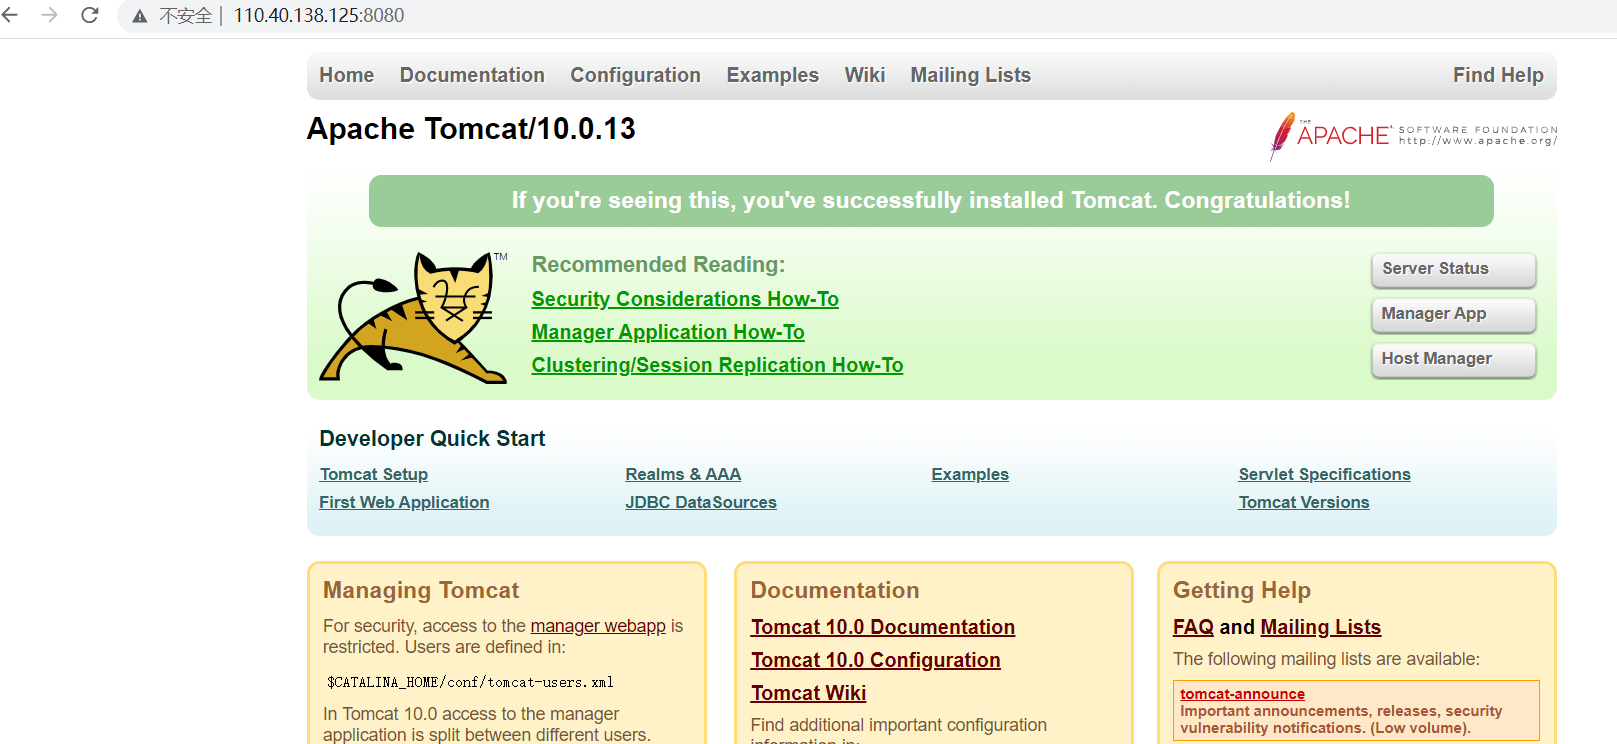 不安全 | 110.40.138.125:8080
Home Documentation Configuration Examples Wiki Mailing Lists Find Help
Apache Tomcat/10.0.13
THE APACHE SOFTWARE FOUNDATION
http://www.apache.org/
If you're seeing this, you've successfully installed Tomcat. Congratulations!
TM
Recommended Reading:
Security Considerations How-To
Manager Application How-To
Clustering/Session Replication How-To
Server Status
Manager App
Host Manager
Developer Quick Start
Tomcat Setup
First Web Application
Realms & AAA
JDBC DataSources
Examples
Servlet Specifications
Tomcat Versions
Managing Tomcat
For security, access to the manager webapp is
restricted. Users are defined in:
$CATALINA_HOME/conf/tomcat-users.xml
In Tomcat 10.0 access to the manager
application is split between different users.
Documentation
Tomcat 10.0 Documentation
Tomcat 10.0 Configuration
Tomcat Wiki
Find additional important configuration
information in:
Getting Help
FAQ and Mailing Lists
The following mailing lists are available:
tomcat-announce
Important announcements, releases, security
vulnerability notifications. (Low volume).